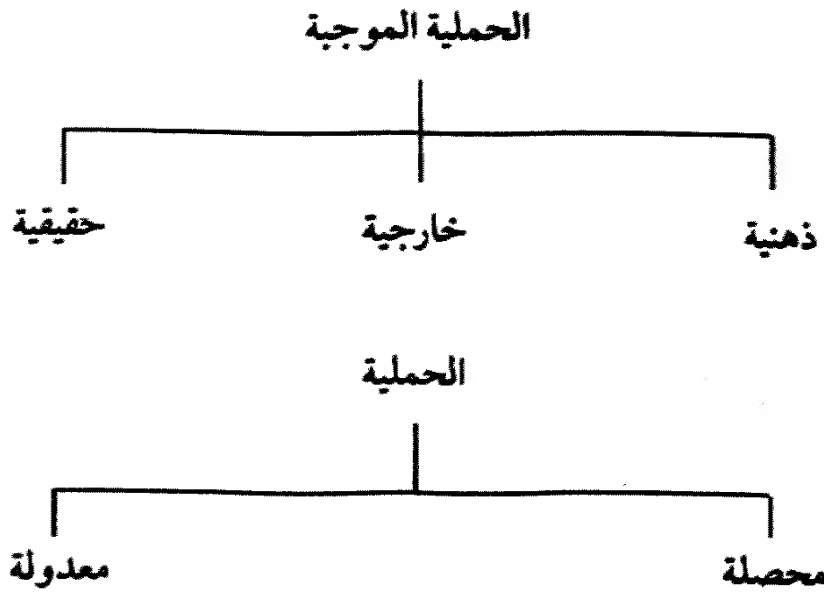 الحملية الموجبة
ذهنية خارجية حقيقية
الحملية
محصلة معدولة